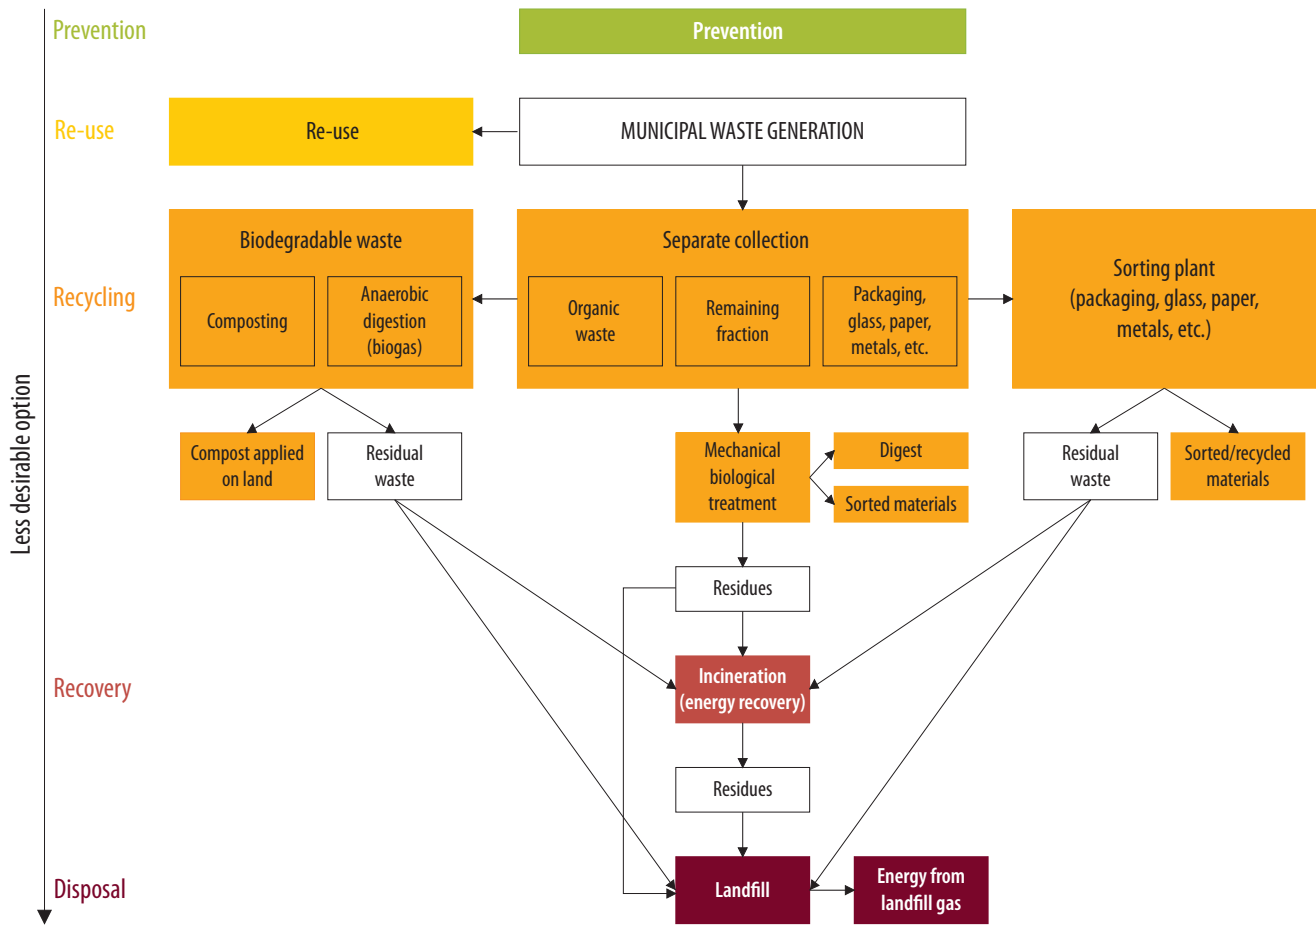 Prevention
Prevention
Re-use
Re-use
MUNICIPAL WASTE GENERATION
Biodegradable waste
Composting
Anaerobic
digestion
(biogas)
Separate collection
Organic
waste
Remaining
fraction
Packaging,
glass, paper,
metals, etc.
Sorting plant
(packaging, glass, paper,
metals, etc.)
Recycling
Less desirable option
Compost applied
on land
Residual
waste
Mechanical
biological
treatment
Digest
Sorted materials
Residual
waste
Sorted/recycled
materials
Residues
Recovery
Incineration
(energy recovery)
Residues
Disposal
Landfill
Energy from
landfill gas